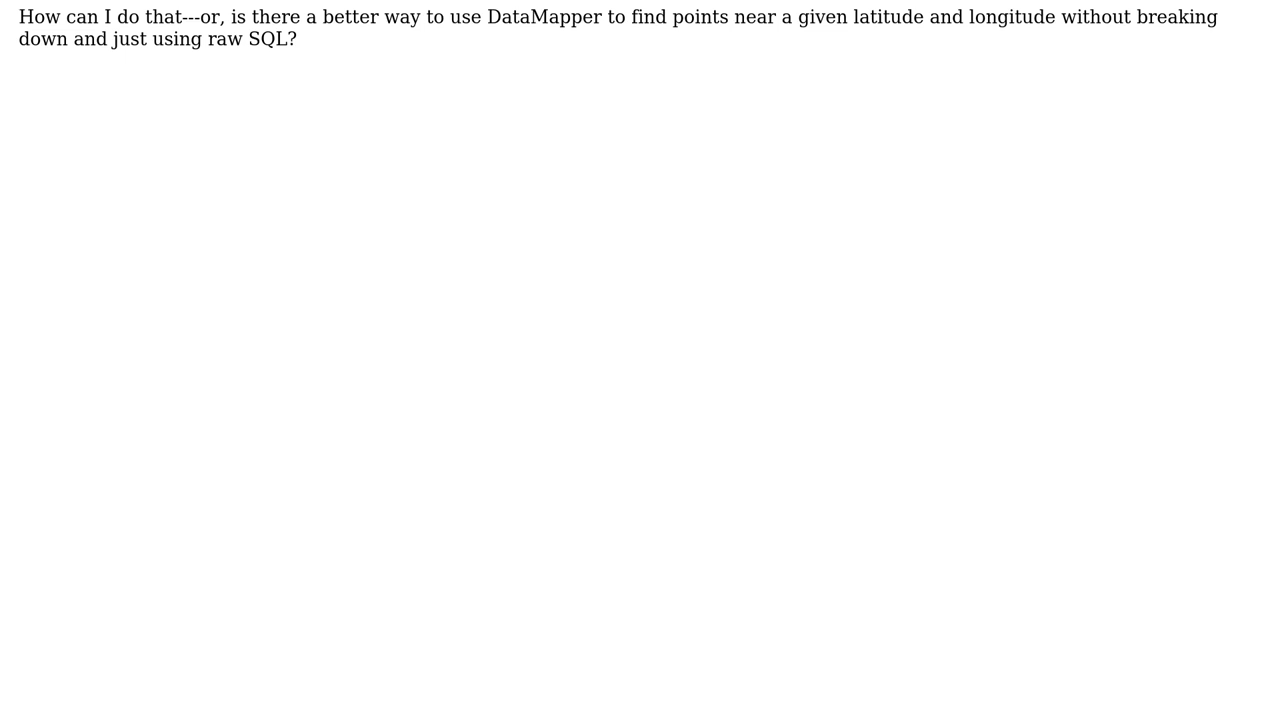 How can I do that---or, is there a better way to use DataMapper to find points near a given latitude and longitude without breaking
down and just using raw SQL?